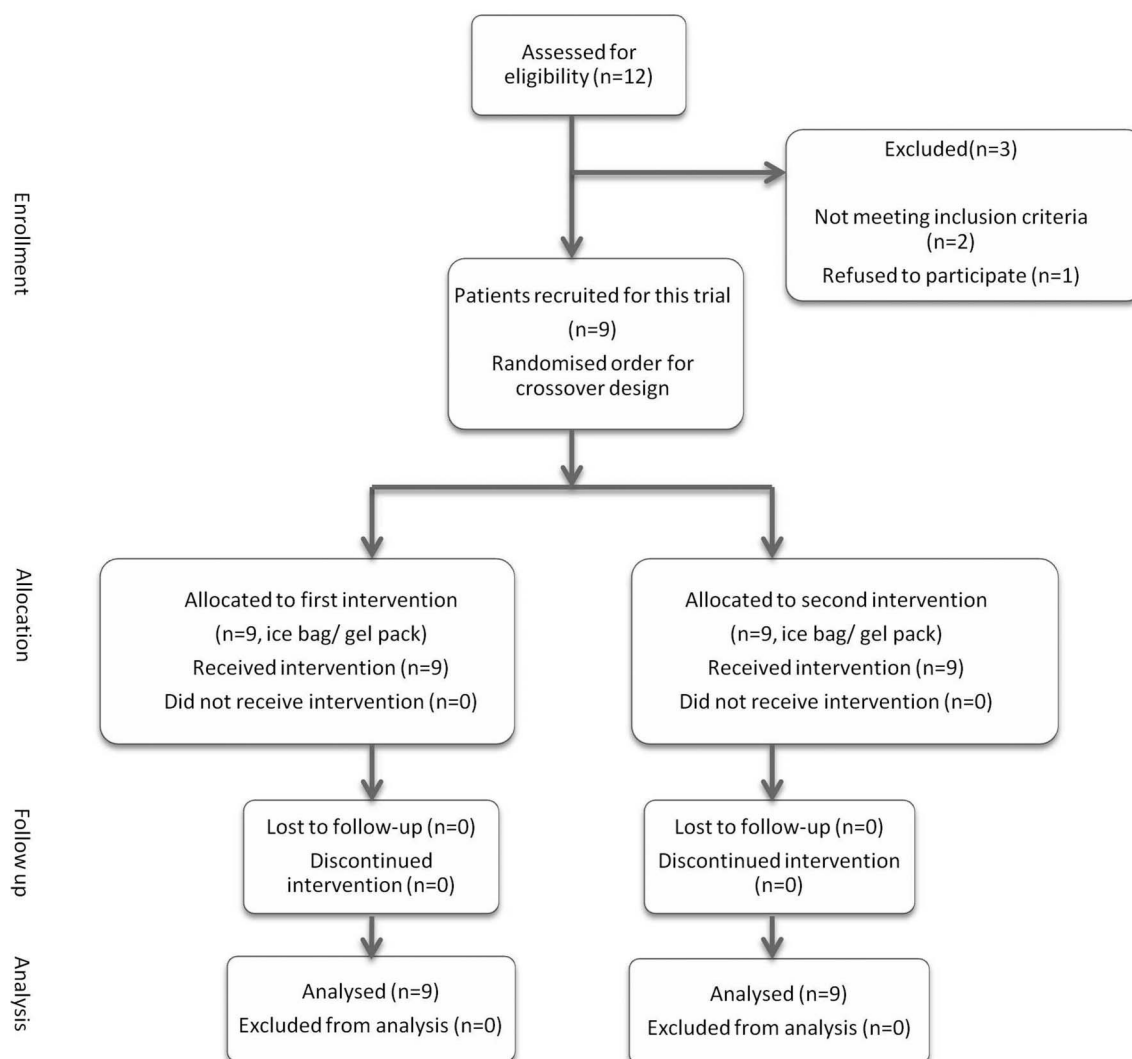 Assessed for
eligibility (n=12)
Enrollment
Excluded(n=3)
Not meeting inclusion criteria
(n=2)
Refused to participate (n=1)
Patients recruited for this trial
(n=9)
Randomised order for
crossover design
Allocation
Allocated to first intervention
(n=9, ice bag/ gel pack)
Received intervention (n=9)
Did not receive intervention (n=0)
Allocated to second intervention
(n=9, ice bag/ gel pack)
Received intervention (n=9)
Did not receive intervention (n=0)
Follow up
Lost to follow-up (n=0)
Discontinued
intervention (n=0)
Lost to follow-up (n=0)
Discontinued intervention
(n=0)
Analysis
Analysed (n=9)
Excluded from analysis (n=0)
Analysed (n=9)
Excluded from analysis (n=0)